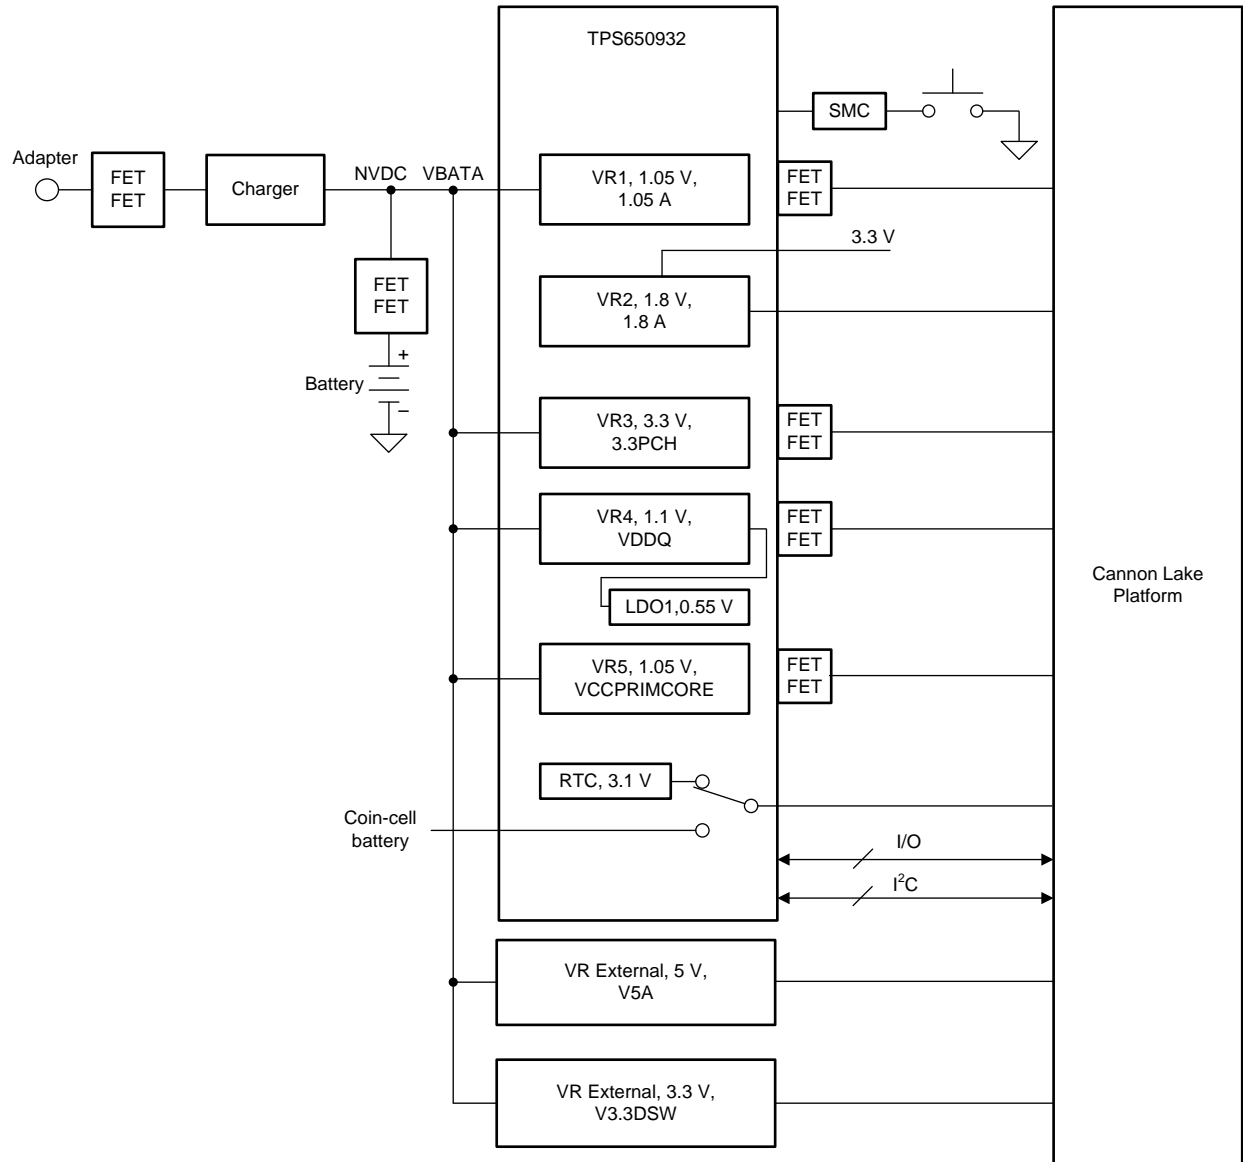 TPS650932
SMC
Adapter
FET
FET
Charger
NVDC
VBATA
VR1, 1.05 V,
1.05 A
FET
FET
3.3 V
FET
FET
VR2, 1.8 V,
1.8 A
+
Battery
–
VR3, 3.3 V,
3.3PCH
FET
FET
VR4, 1.1 V,
VDDQ
FET
FET
LDO1,0.55 V
Cannon Lake
Platform
VR5, 1.05 V,
VCCPRIMCORE
FET
FET
RTC, 3.1 V
Coin-cell
battery
I/O
I²C
VR External, 5 V,
V5A
VR External, 3.3 V,
V3.3DSW